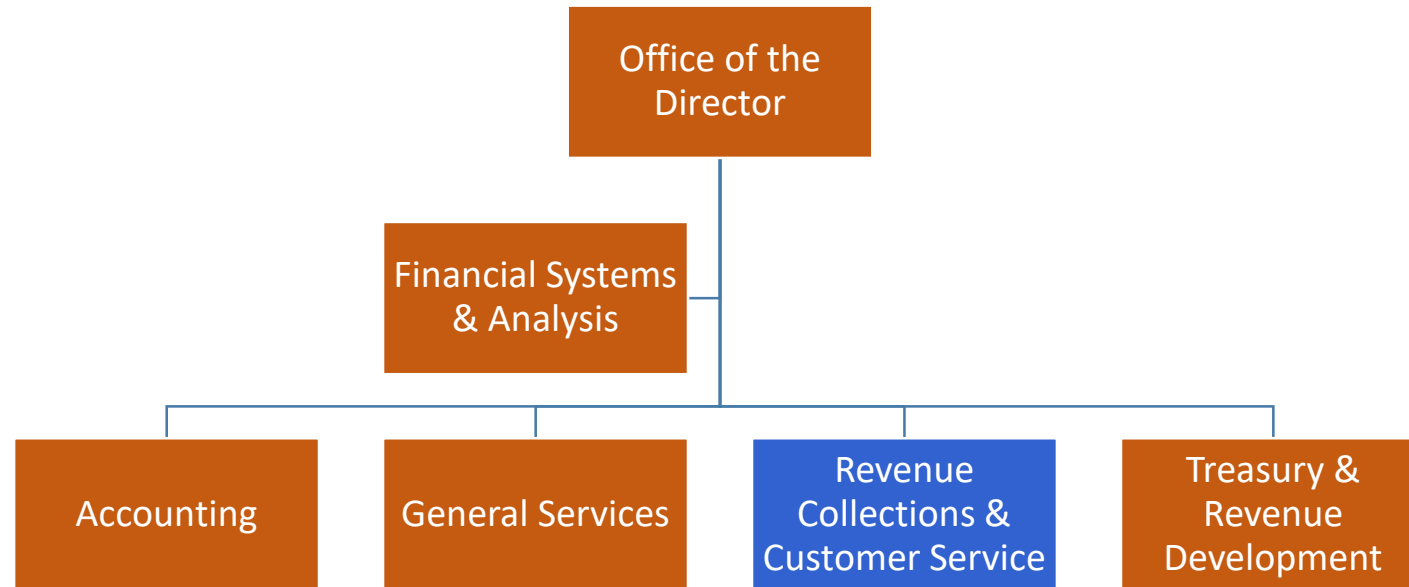 Office of the
Director
Financial Systems
& Analysis
Accounting
General Services
Revenue
Collections &
Customer Service
Treasury &
Revenue
Development